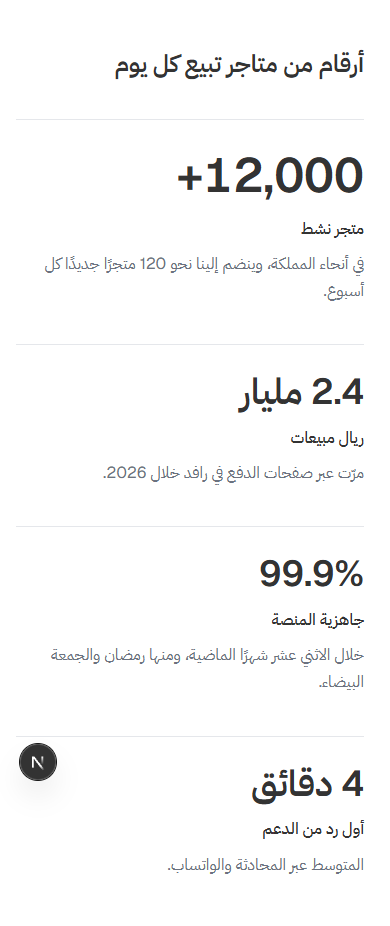 أرقام من متاجر تبيع كل يوم
12,000+
متجر نشط
في أنحاء المملكة، وينضم إلينا نحو 120 متجرًا جديدًا كل
أسبوع.
2.4 مليار
ريال مبيعات
مرّت عبر صفحات الدفع في رافد خلال 2026.
99.9%
جاهزية المنصة
خلال الاثني عشر شهرًا الماضية، ومنها رمضان والجمعة
البيضاء.
N
4 دقائق
أول رد من الدعم
المتوسط عبر المحادثة والواتساب.